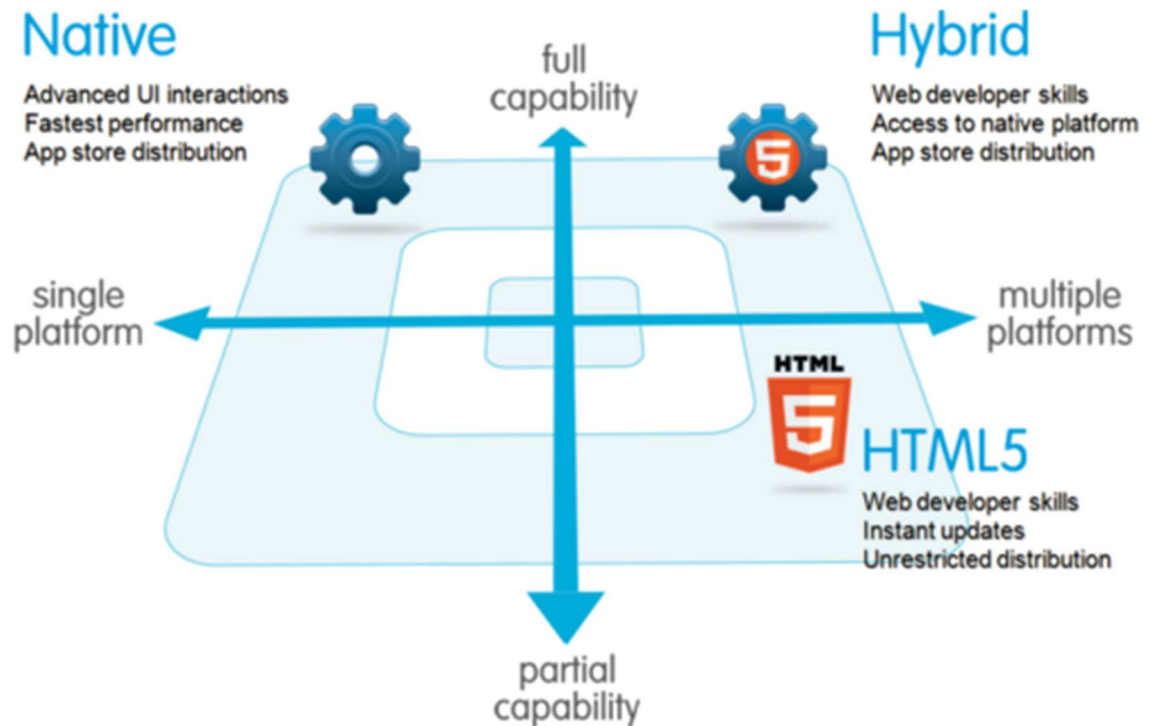 Native
Advanced UI interactions
Fastest performance
App store distribution
full
capability
Hybrid
Web developer skills
Access to native platform
App store distribution
5
single
platform
multiple
platforms
HTML
5
HTML5
Web developer skills
Instant updates
Unrestricted distribution
partial
capability